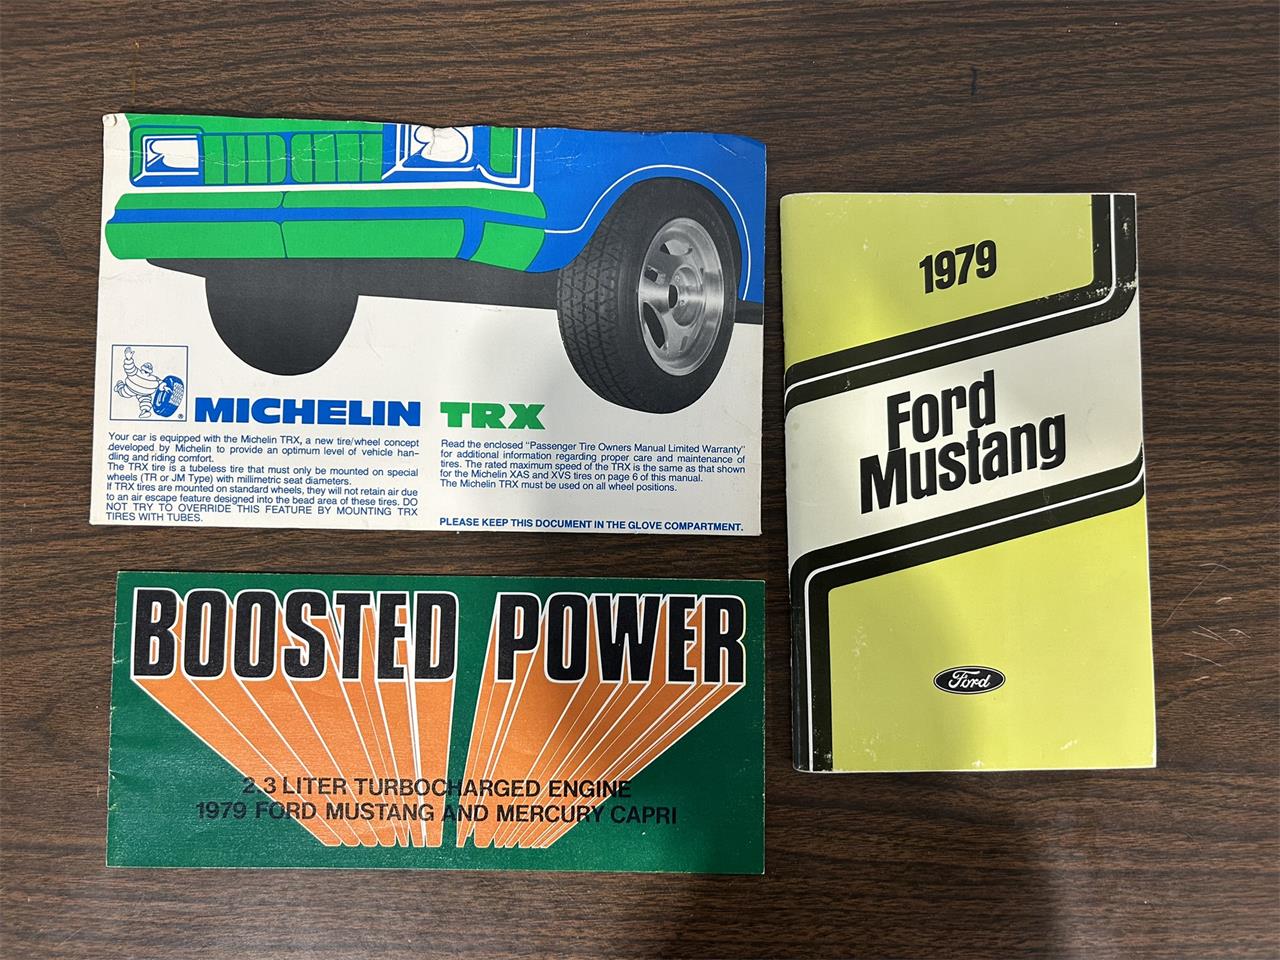 MICHELIN TRX
Your car is equipped with the Michelin TRX, a new tire/wheel concept
developed by Michelin to provide an optimum level of vehicle han-
dling and riding comfort.
The TRX tire is a tubeless tire that must only be mounted on special
wheels (TR or JM Type) with millimetric seat diameters.
If TRX tires are mounted on standard wheels, they will not retain air due
to an air escape feature designed into the bead area of these tires. DO
NOT TRY TO OVERRIDE THIS FEATURE BY MOUNTING TRX
TIRES WITH TUBES.
Read the enclosed "Passenger Tire Owners Manual Limited Warranty"
for additional information regarding proper care and maintenance of
tires. The rated maximum speed of the TRX is the same as that shown
for the Michelin XAS and XVS tires on page 6 of this manual.
The Michelin TRX must be used on all wheel positions.
PLEASE KEEP THIS DOCUMENT IN THE GLOVE COMPARTMENT.
1979
Ford
Mustang
Ford
BOOSTED POWER
2.3 LITER TURBOCHARGED ENGINE
1979 FORD MUSTANG AND MERCURY CAPRI